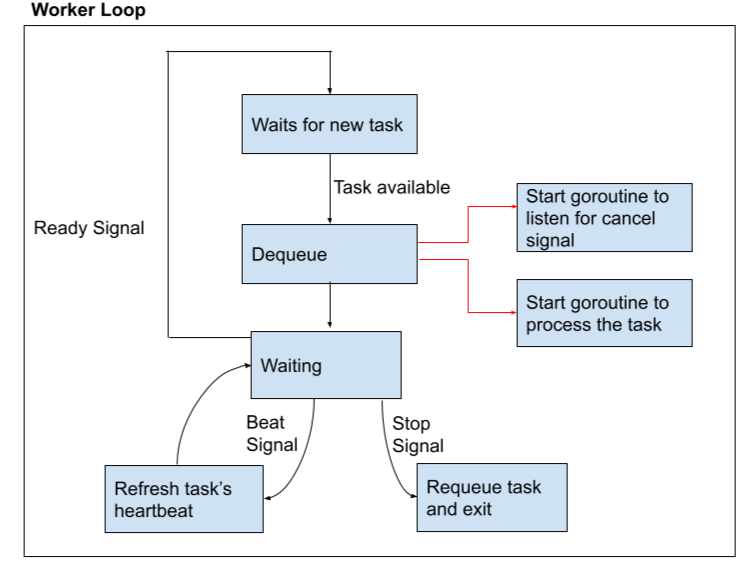 Worker Loop
Waits for new task
Task available
Start goroutine to
listen for cancel
signal
Ready Signal
Dequeue
Start goroutine to
process the task
Waiting
Beat
Signal
Stop
Signal
Refresh task's
heartbeat
Requeue task
and exit